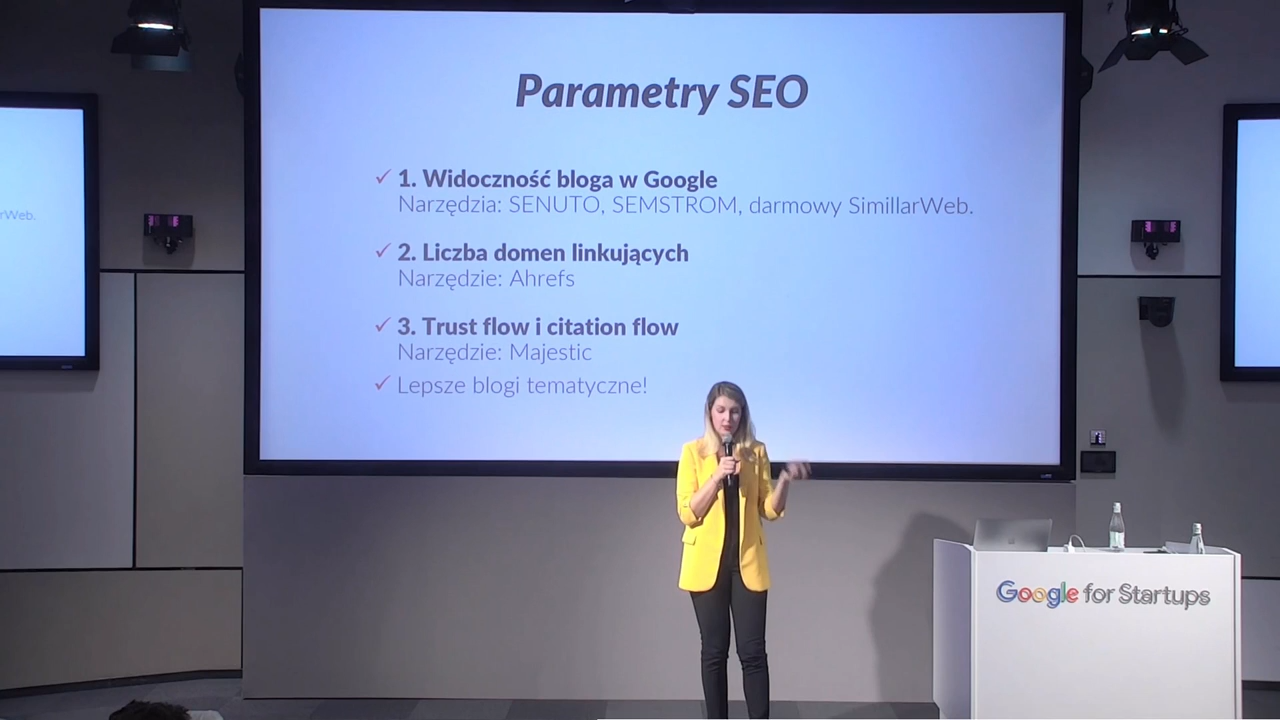 Parametry SEO
✓ 1. Widoczność bloga w Google
Narzędzia: SENUTO, SEMSTROM, darmowy SimillarWeb.
✓ 2. Liczba domen linkujących
Narzędzie: Ahrefs
✓ 3. Trust flow i citation flow
Narzędzie: Majestic
✓ Lepsze blogi tematyczne!
rWeb.
Google for Startups